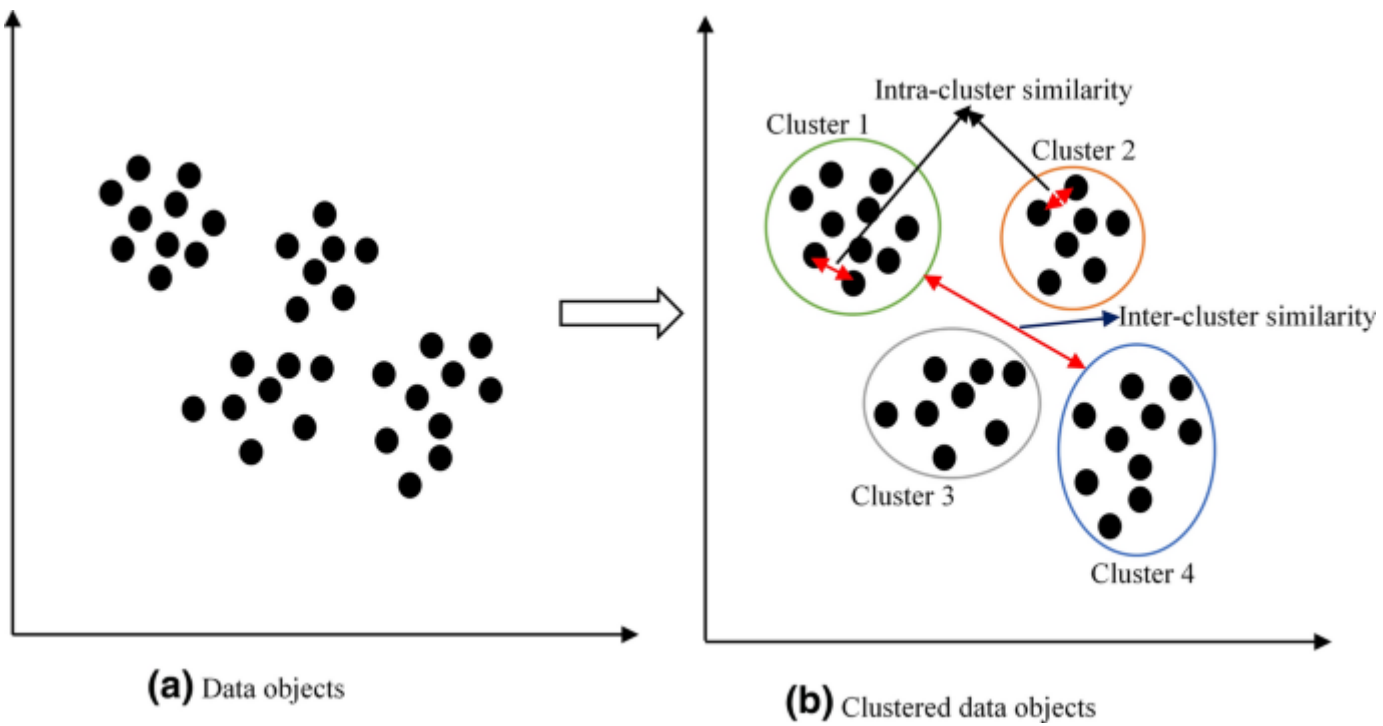 Intra-cluster similarity
Cluster 1
Cluster 2
Inter-cluster similarity
Cluster 3
Cluster 4
(a) Data objects
(b) Clustered data objects